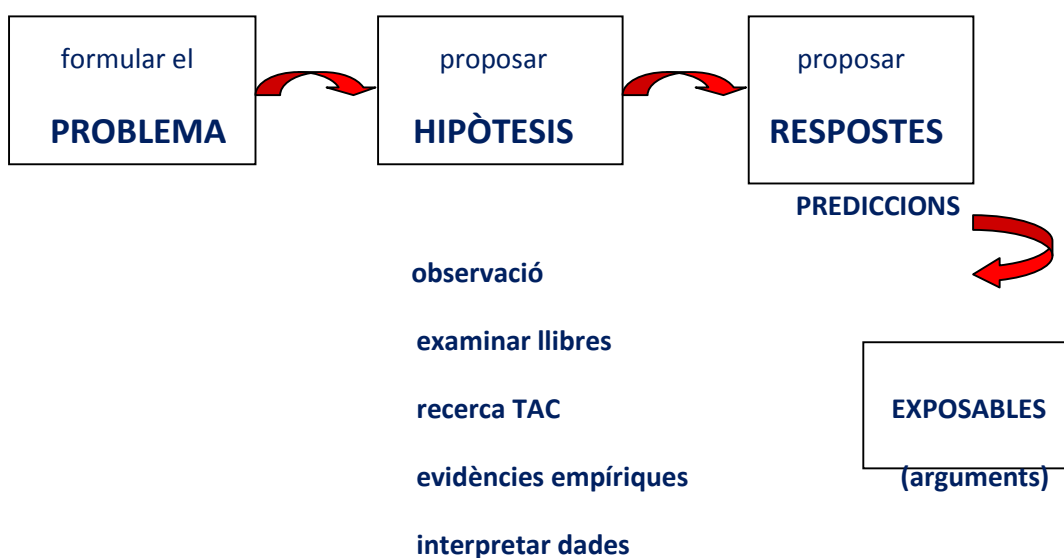 formular el
PROBLEMA
proposar
HIPÒTESIS
proposar
RESPOSTES
PREDICCIONS
observació
examinar llibres
recerca TAC
evidències empíriques
interpretar dades
EXPOSABLES
(arguments)